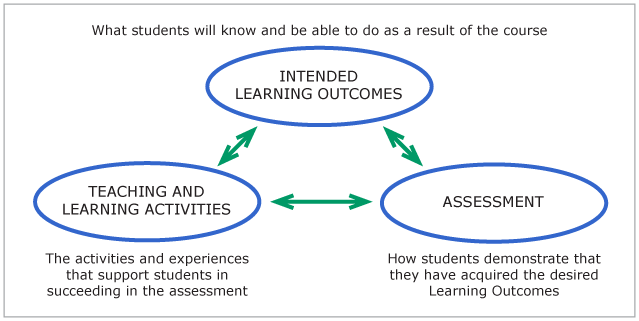 What students will know and be able to do as a result of the course
INTENDED
LEARNING OUTCOMES
TEACHING AND
LEARNING ACTIVITIES
ASSESSMENT
The activities and experiences
that support students in
succeeding in the assessment
How students demonstrate that
they have acquired the desired
Learning Outcomes